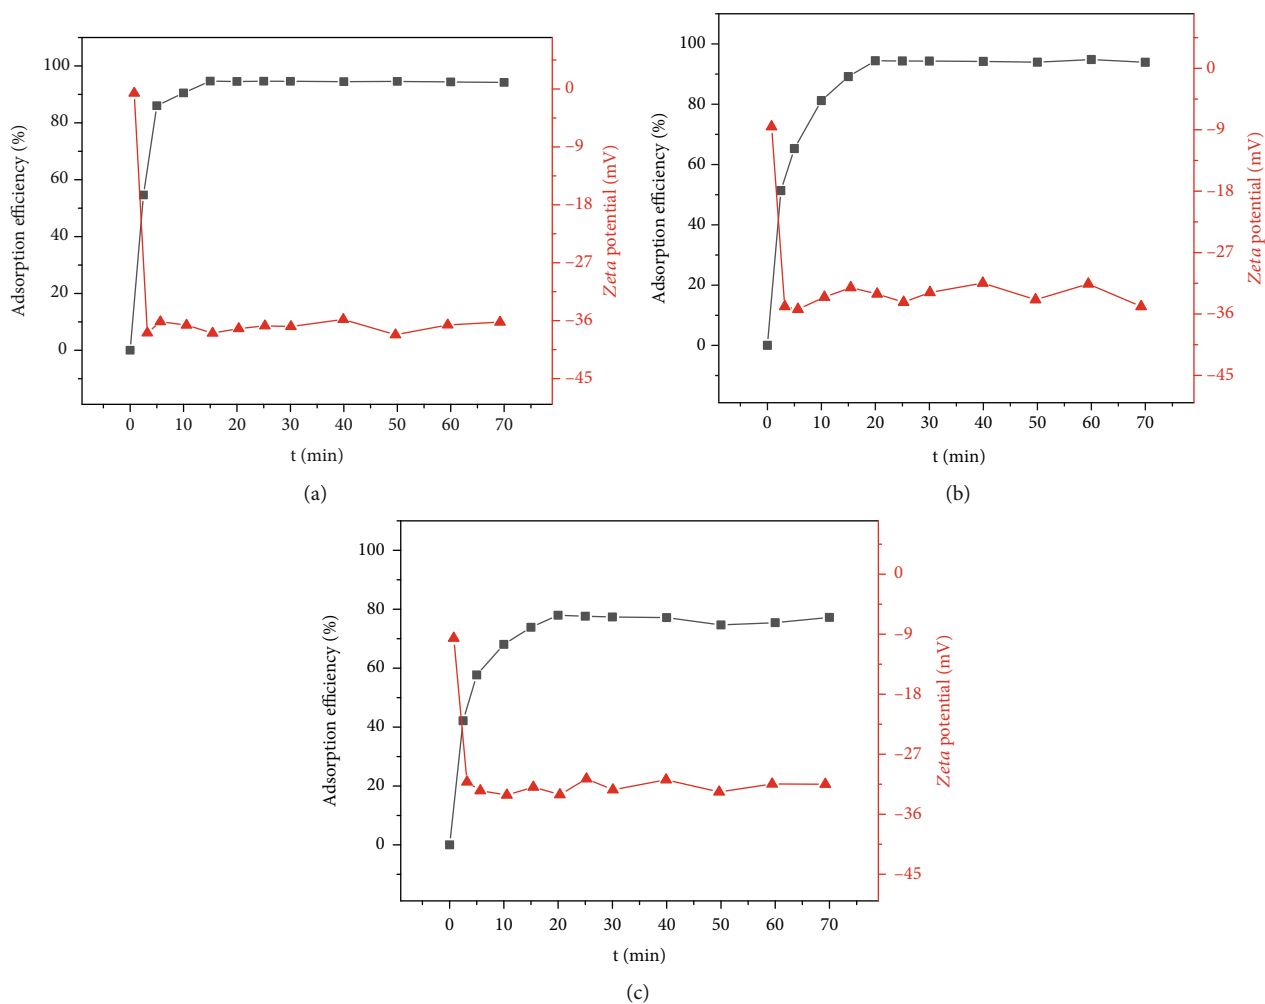 100
80
60
40
20
0
Adsorption efficiency (%)
0
−9
−18
−27
−36
−45
Zeta potential (mV)
0 10 20 30 40 50 60 70
t (min)
(a)
100
80
60
40
20
0
Adsorption efficiency (%)
0
−9
−18
−27
−36
−45
Zeta potential (mV)
0 10 20 30 40 50 60 70
t (min)
(b)
100
80
60
40
20
0
Adsorption efficiency (%)
0
−9
−18
−27
−36
−45
Zeta potential (mV)
0 10 20 30 40 50 60 70
t (min)
(c)